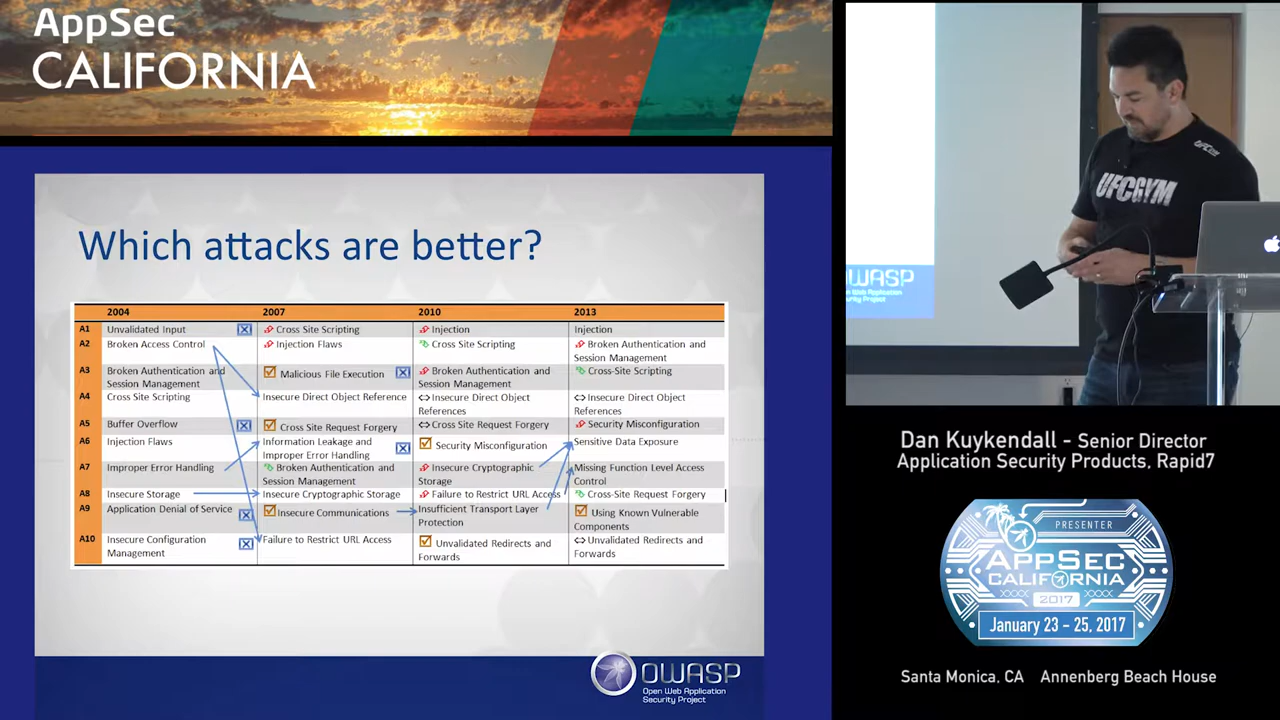 AppSec
CALIFORNIA
Which attacks are better?
2004 2007 2010 2013
A1 Unvalidated Input Cross Site Scripting Injection Injection
A2 Broken Access Control Injection Flaws Cross Site Scripting Broken Authentication and
Session Management
A3 Broken Authentication and Malicious File Execution Broken Authentication and Cross-Site Scripting
Session Management Session Management
A4 Cross Site Scripting Insecure Direct Object Reference Insecure Direct Object Insecure Direct Object
References References
A5 Buffer Overflow Cross Site Request Forgery Cross Site Request Forgery Security Misconfiguration
A6 Injection Flaws Information Leakage and Security Misconfiguration Sensitive Data Exposure
Improper Error Handling
A7 Improper Error Handling Broken Authentication and Insecure Cryptographic Missing Function Level Access
Session Management Storage Control
A8 Insecure Storage Insecure Cryptographic Storage Failure to Restrict URL Access Cross-Site Request Forgery
A9 Application Denial of Service Insecure Communications Insufficient Transport Layer Using Known Vulnerable
Protection Components
A10 Insecure Configuration Failure to Restrict URL Access Unvalidated Redirects and Unvalidated Redirects and
Management Forwards Forwards
OWASP
Open Web Application
Security Project
UFC
UFCGYM
OWASP
Open Web Application
Security Project
Dan Kuykendall – Senior Director
Application Security Products, Rapid7
PRESENTER
APPSEC
CALIFORNIA
2017
January 23 – 25, 2017
Santa Monica, CA Annenberg Beach House